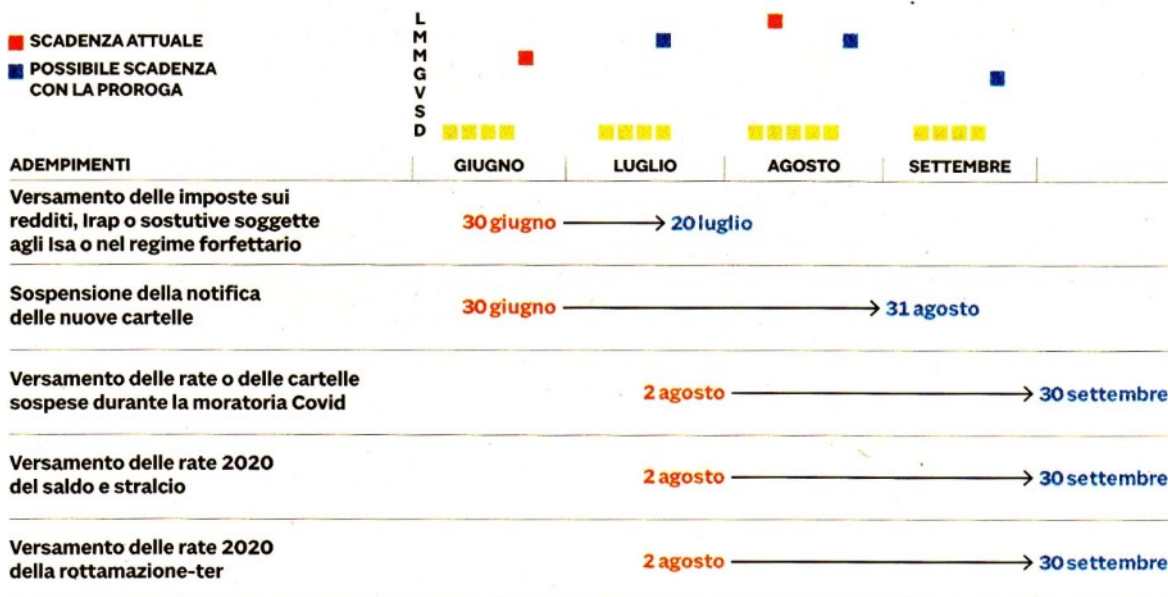 SCADENZA ATTUALE
POSSIBILE SCADENZA
CON LA PROROGA
L
M
M
G
V
S
D
ADEMPIMENTI
GIUGNO
LUGLIO
AGOSTO
SETTEMBRE
Versamento delle imposte sui
redditi, Irap o sostutive soggette
agli Isa o nel regime forfettario
30 giugno
20 luglio
Sospensione della notifica
delle nuove cartelle
30 giugno
31 agosto
Versamento delle rate o delle cartelle
sospese durante la moratoria Covid
2 agosto
30 settembre
Versamento delle rate 2020
del saldo e stralcio
2 agosto
30 settembre
Versamento delle rate 2020
della rottamazione-ter
2 agosto
30 settembre